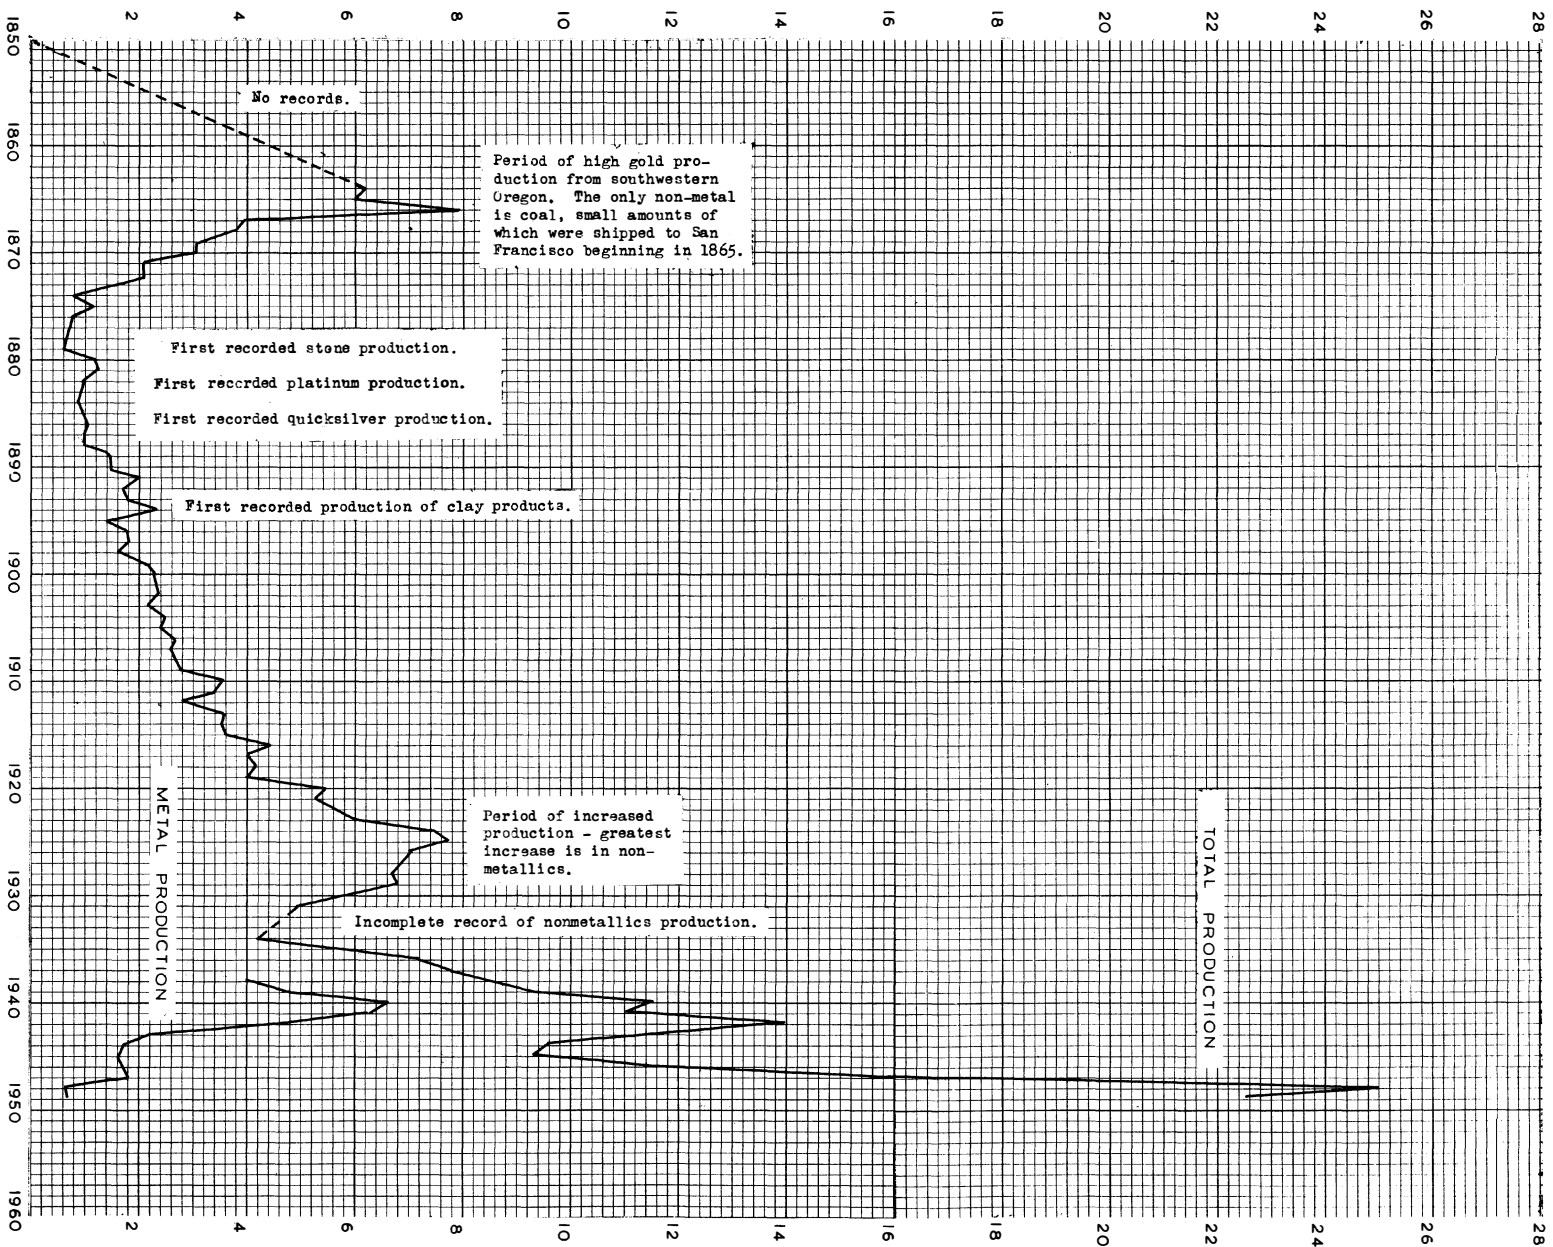 2
4
6
8
10
12
14
16
18
20
22
24
26
28
1850
No records.
1860
Period of high gold pro-
duction from southwestern
Oregon. The only non-metal
is coal, small amounts of
which were shipped to San
Francisco beginning in 1865.
1870
First recorded stone production.
1880
First recorded platinum production.
First recorded quicksilver production.
1890
First recorded production of clay products.
1900
1910
1920
METAL PRODUCTION
Period of increased
production - greatest
increase is in non-
metallics.
TOTAL PRODUCTION
1930
Incomplete record of nonmetallics production.
1940
1950
1960
2
4
6
8
10
12
14
16
18
20
22
24
26
28